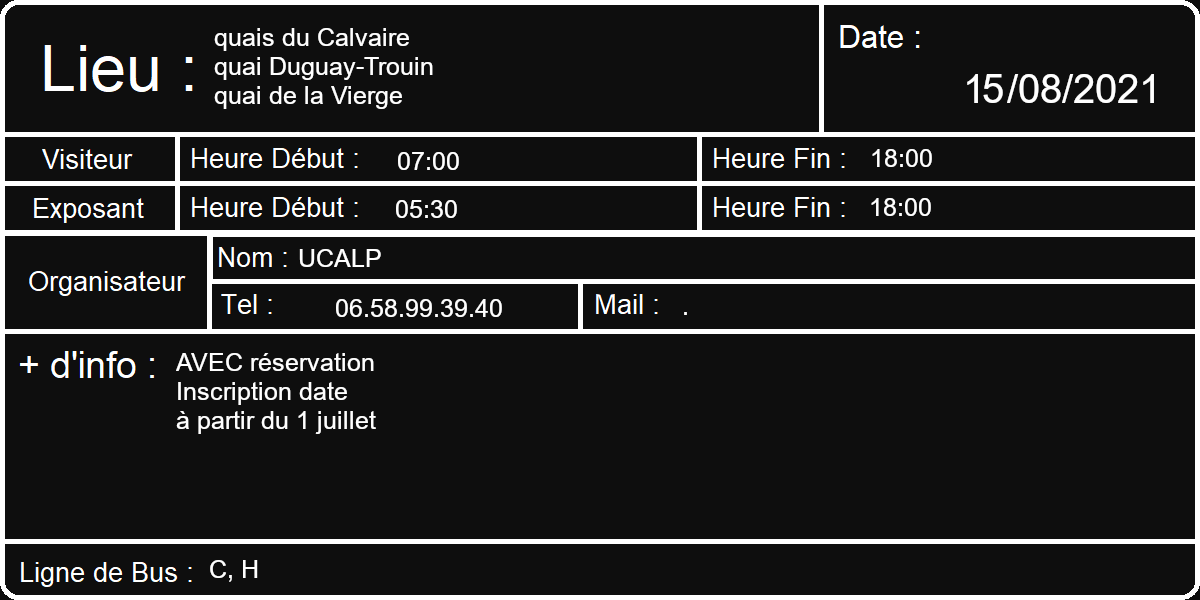 Lieu :
quais du Calvaire
quai Duguay-Trouin
quai de la Vierge
Date :
15/08/2021
Visiteur Heure Début : 07:00 Heure Fin : 18:00
Exposant Heure Début : 05:30 Heure Fin : 18:00
Organisateur
Nom : UCALP
Tel : 06.58.99.39.40 Mail : .
+ d'info : AVEC réservation
Inscription date
à partir du 1 juillet
Ligne de Bus : C, H